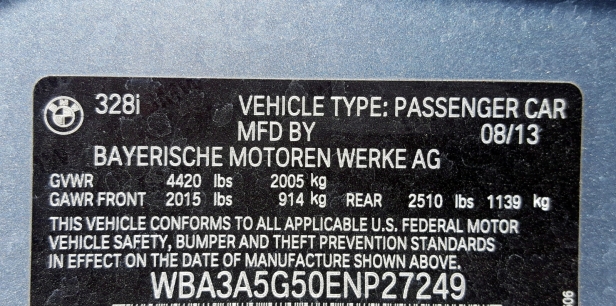 328i VEHICLE TYPE: PASSENGER CAR
MFD BY 08/13
BAYERISCHE MOTOREN WERKE AG
GVWR 4420 lbs 2005 kg
GAWR FRONT 2015 lbs 914 kg REAR 2510 lbs 1139 kg
THIS VEHICLE CONFORMS TO ALL APPLICABLE U.S. FEDERAL MOTOR
VEHICLE SAFETY, BUMPER AND THEFT PREVENTION STANDARDS
IN EFFECT ON THE DATE OF MANUFACTURE SHOWN ABOVE.
WBA3A5G50ENP27249